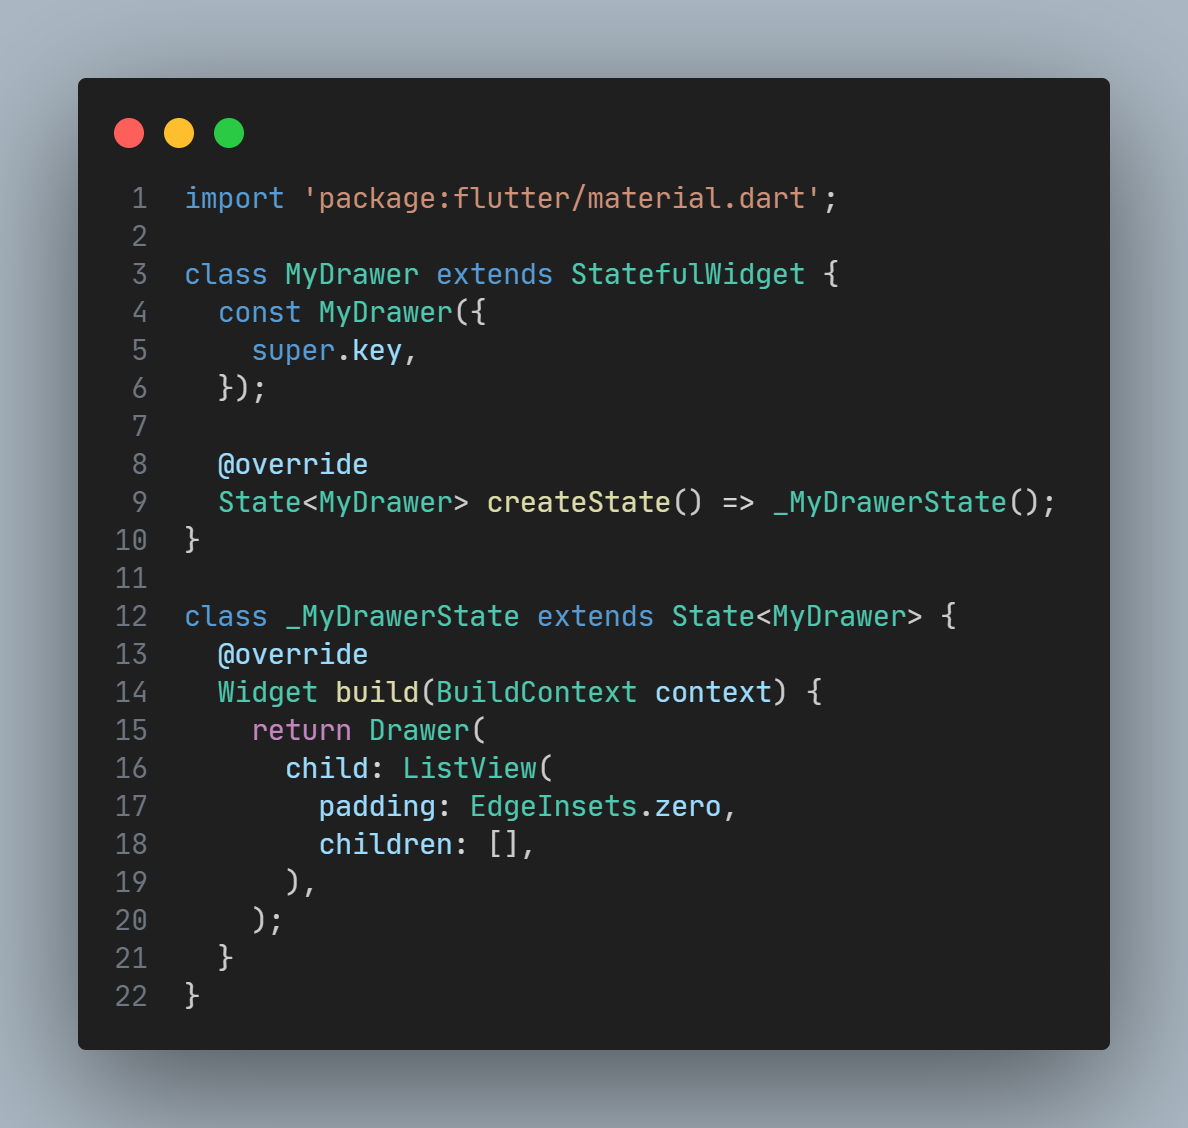 1 import 'package:flutter/material.dart';
2
3 class MyDrawer extends StatefulWidget {
4   const MyDrawer({
5     super.key,
6   });
7
8   @override
9   State<MyDrawer> createState() => _MyDrawerState();
10 }
11
12 class _MyDrawerState extends State<MyDrawer> {
13   @override
14   Widget build(BuildContext context) {
15     return Drawer(
16       child: ListView(
17         padding: EdgeInsets.zero,
18         children: [],
19       ),
20     );
21   }
22 }